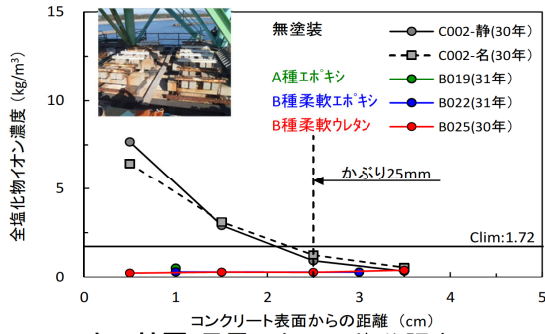 無塗装
C002-静(30年)
C002-名(30年)
A種エポキシ
B019(31年)
B種柔軟エポキシ
B022(31年)
B種柔軟ウレタン
B025(30年)
全塩化物イオン濃度 (kg/m³)
15
10
5
0
かぶり25mm
Clim:1.72
0
1
2
3
4
5
コンクリート表面からの距離 (cm)